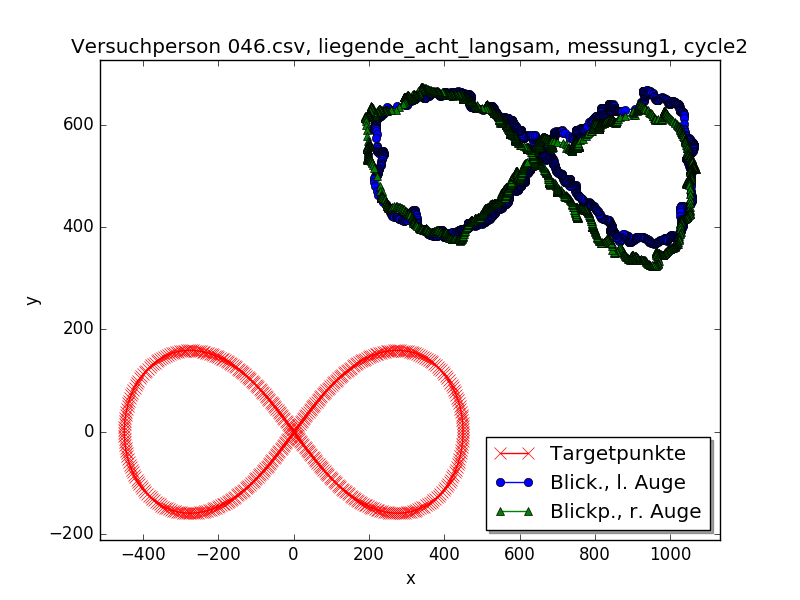 Versuchperson 046.csv, liegende_acht_langsam, messung1, cycle2
600
400
y
200
0
−200
Targetpunkte
Blick., l. Auge
Blickp., r. Auge
−400 −200 0 200 400 600 800 1000
x